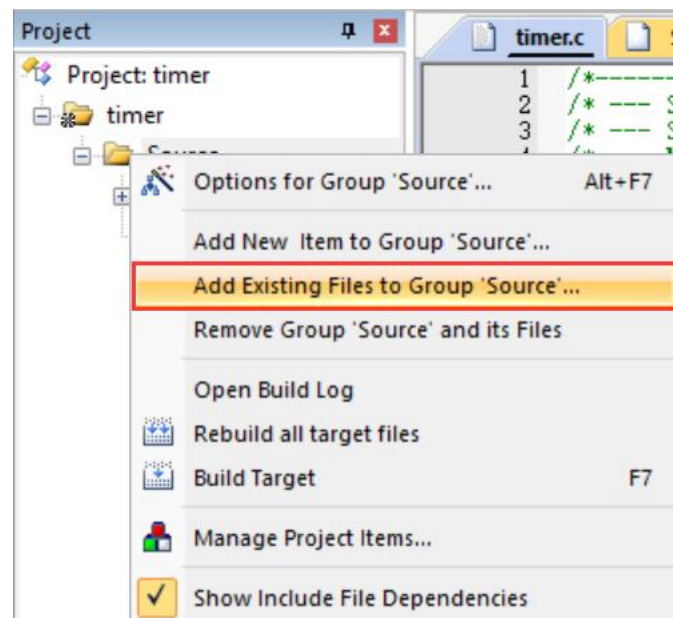 Project
timer.c
Project: timer
timer
1 /*------
2 /* --- S
3 /* ---
Options for Group 'Source'... Alt+F7
Add New Item to Group 'Source'...
Add Existing Files to Group 'Source'...
Remove Group 'Source' and its Files
Open Build Log
Rebuild all target files
Build Target F7
Manage Project Items...
Show Include File Dependencies